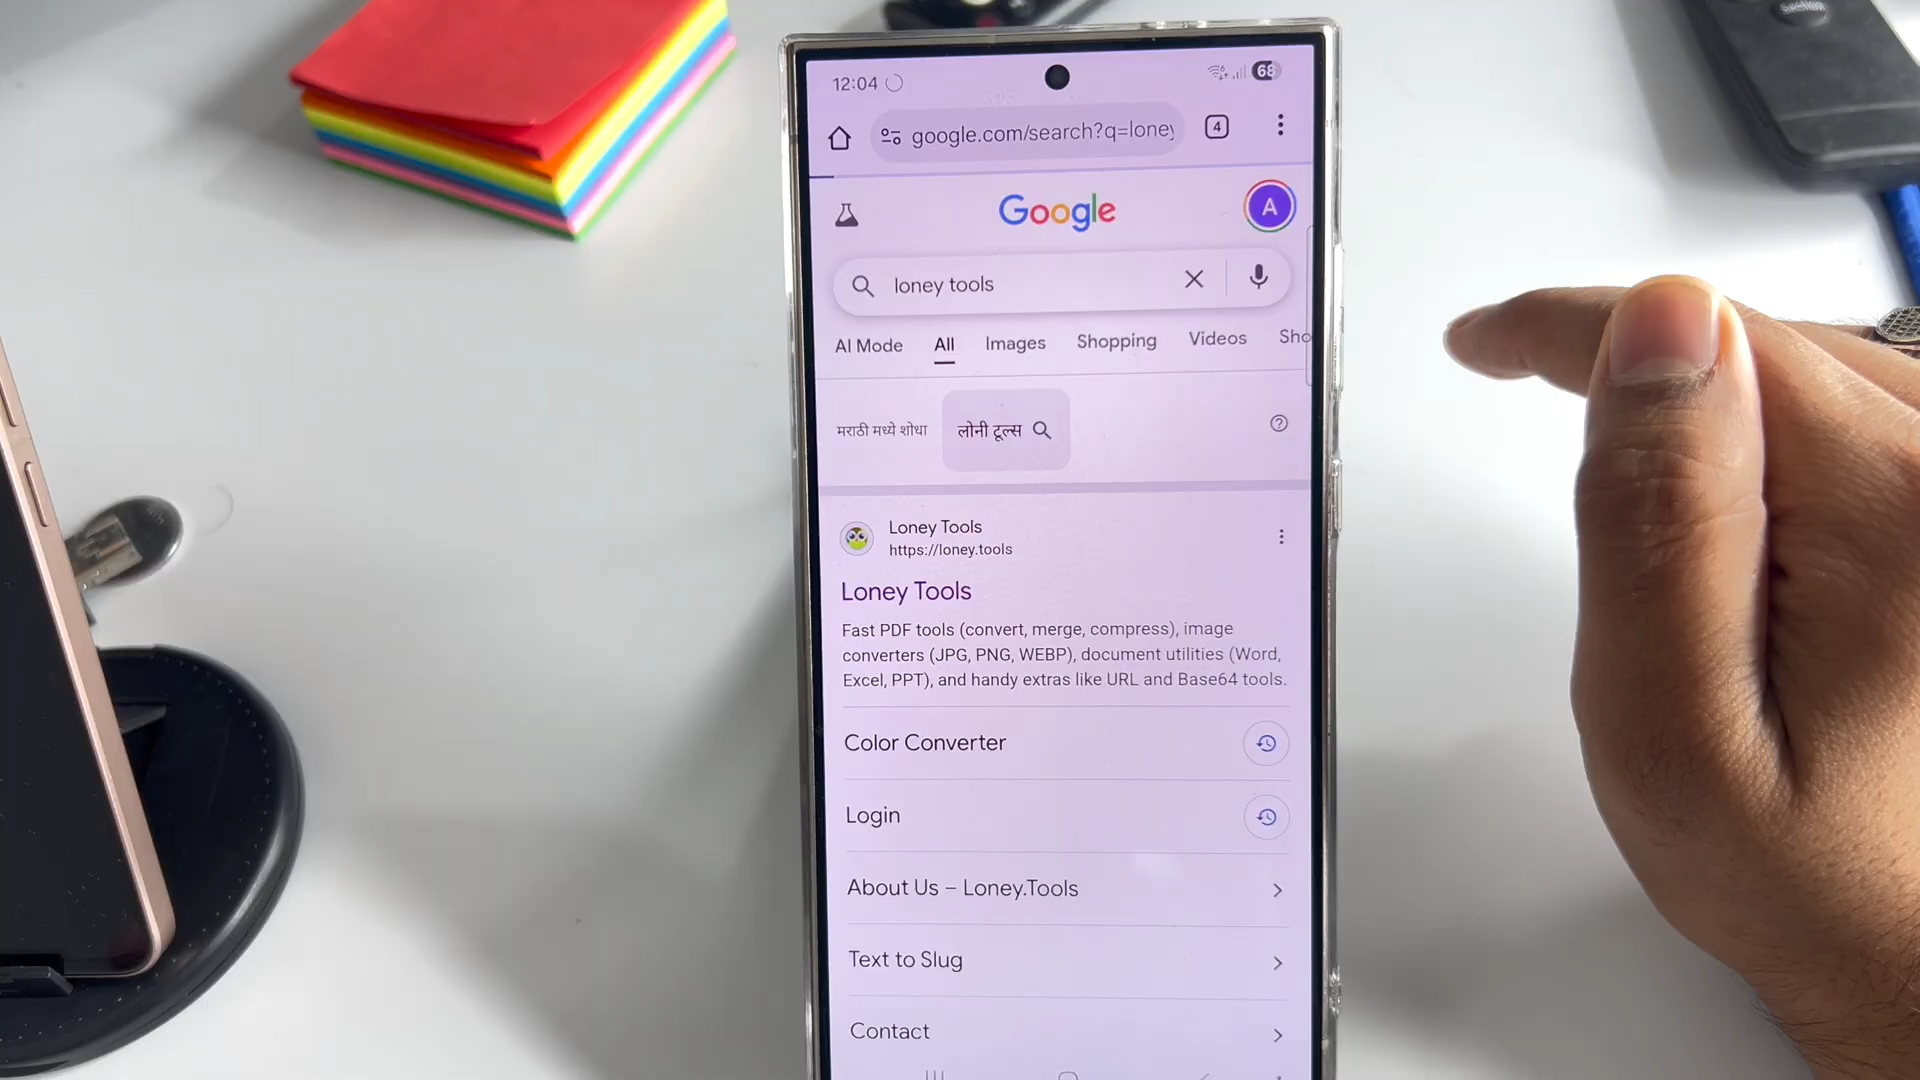 12:04
68
google.com/search?q=loney
4
Google
A
loney tools
AI Mode All Images Shopping Videos Sho
मराठी मध्ये शोधा लोनी टूल्स
Loney Tools
https://loney.tools
Loney Tools
Fast PDF tools (convert, merge, compress), image
converters (JPG, PNG, WEBP), document utilities (Word,
Excel, PPT), and handy extras like URL and Base64 tools.
Color Converter
Login
About Us – Loney.Tools
Text to Slug
Contact